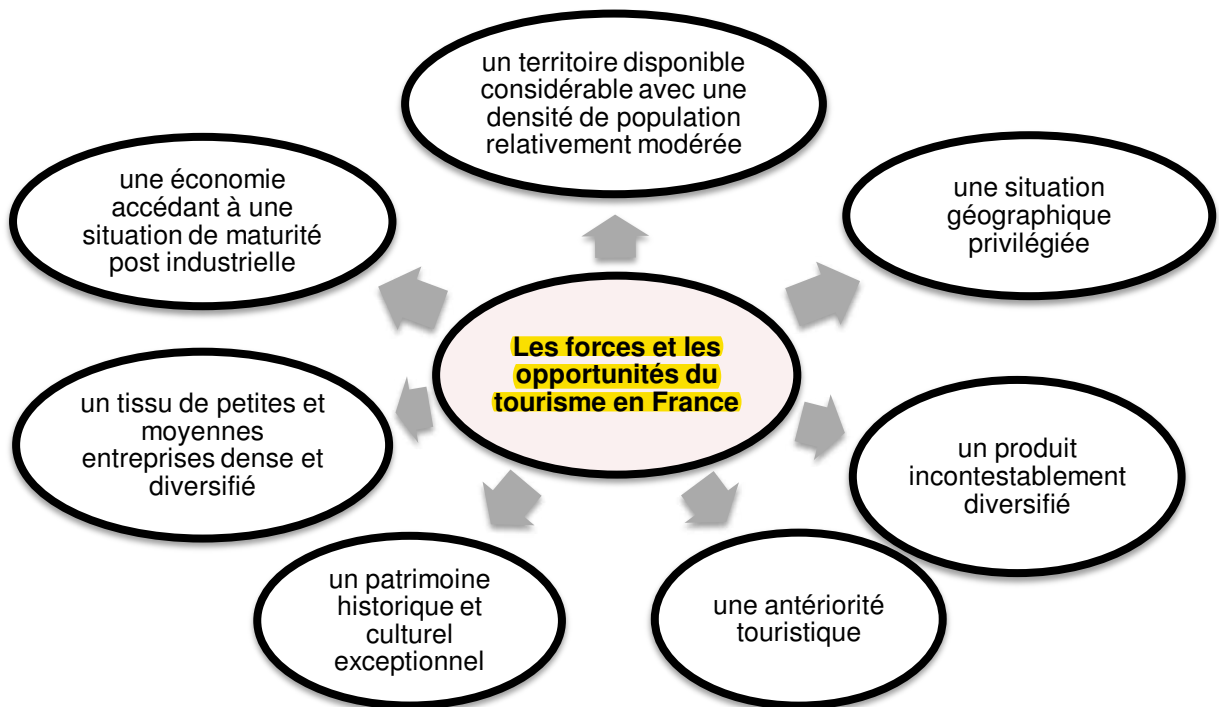 un territoire disponible
considérable avec une
densité de population
relativement modérée
une situation
géographique
privilégiée
un produit
incontestablement
diversifié
une antériorité
touristique
un patrimoine
historique et
culturel
exceptionnel
un tissu de petites et
moyennes
entreprises dense et
diversifié
une économie
accédant à une
situation de maturité
post industrielle
Les forces et les
opportunités du
tourisme en France